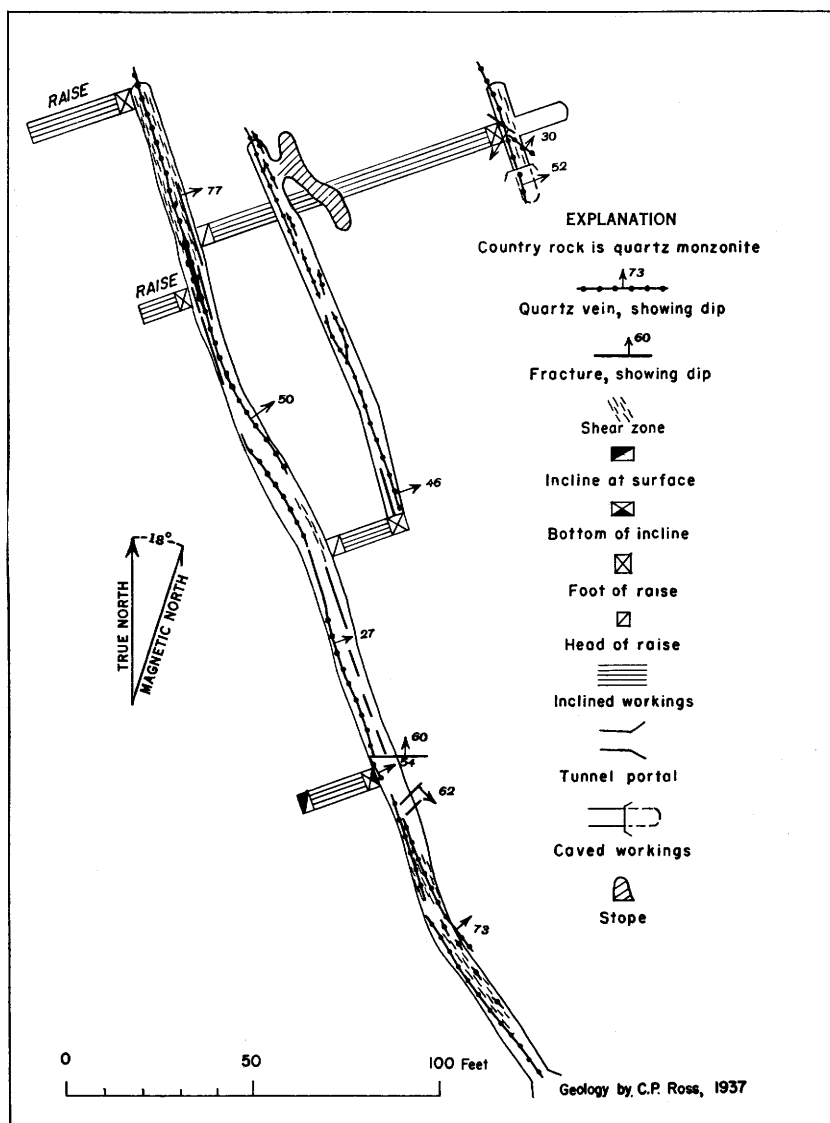 RAISE
77
RAISE
50
46
27
60
54
62
73
30
52
18°
TRUE NORTH
MAGNETIC NORTH
EXPLANATION
Country rock is quartz monzonite
73
Quartz vein, showing dip
60
Fracture, showing dip
Shear zone
Incline at surface
Bottom of incline
Foot of raise
Head of raise
Inclined workings
Tunnel portal
Caved workings
Stope
0 50 100 Feet
Geology by C.P. Ross, 1937